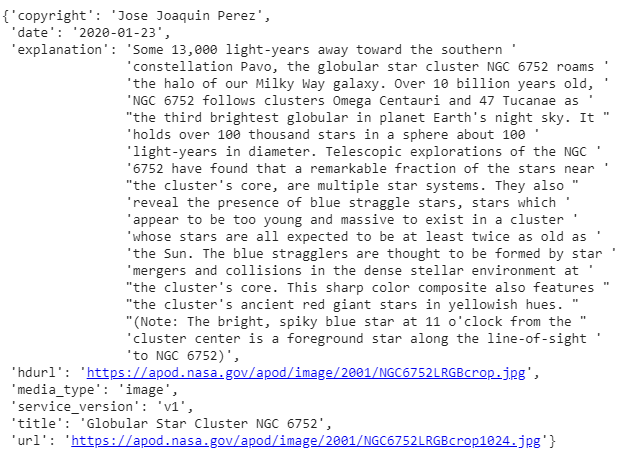 {'copyright': 'Jose Joaquin Perez',
'date': '2020-01-23',
'explanation': 'Some 13,000 light-years away toward the southern '
'constellation Pavo, the globular star cluster NGC 6752 roams '
'the halo of our Milky Way galaxy. Over 10 billion years old, '
'NGC 6752 follows clusters Omega Centauri and 47 Tucanae as '
"the third brightest globular in planet Earth's night sky. It "
'holds over 100 thousand stars in a sphere about 100 '
'light-years in diameter. Telescopic explorations of the NGC '
'6752 have found that a remarkable fraction of the stars near '
"the cluster's core, are multiple star systems. They also "
'reveal the presence of blue straggle stars, stars which '
'appear to be too young and massive to exist in a cluster '
'whose stars are all expected to be at least twice as old as '
'the Sun. The blue stragglers are thought to be formed by star '
'mergers and collisions in the dense stellar environment at '
"the cluster's core. This sharp color composite also features "
"the cluster's ancient red giant stars in yellowish hues. "
"(Note: The bright, spiky blue star at 11 o'clock from the "
'cluster center is a foreground star along the line-of-sight '
'to NGC 6752)',
'hdurl': 'https://apod.nasa.gov/apod/image/2001/NGC6752LRGBcrop.jpg',
'media_type': 'image',
'service_version': 'v1',
'title': 'Globular Star Cluster NGC 6752',
'url': 'https://apod.nasa.gov/apod/image/2001/NGC6752LRGBcrop1024.jpg'}